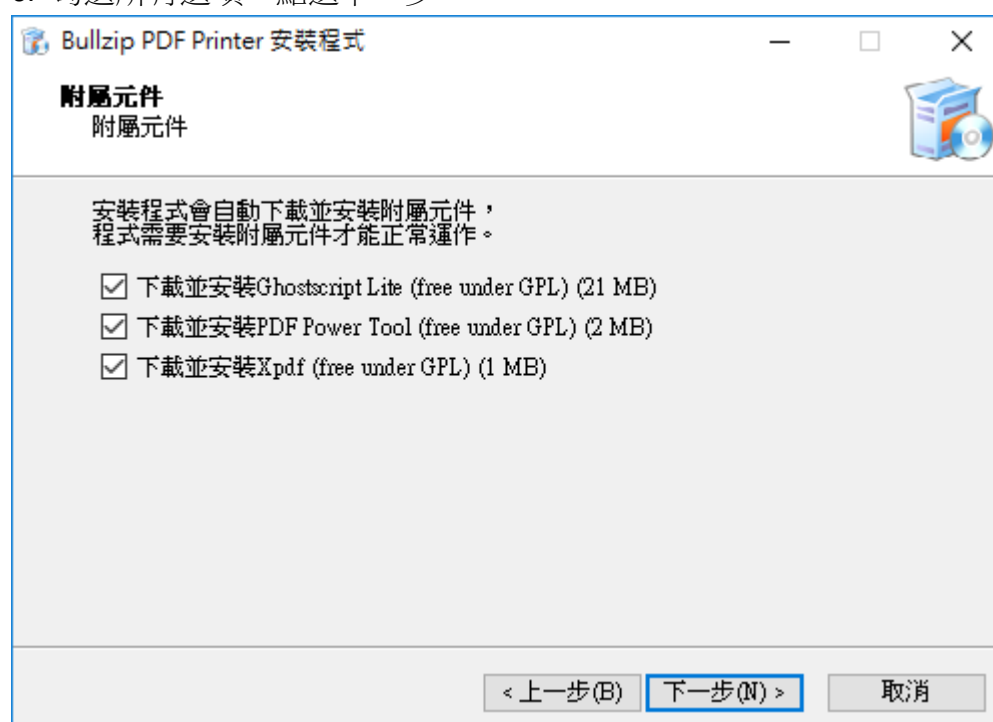 Bullzip PDF Printer 安裝程式
附屬元件
附屬元件
安裝程式會自動下載並安裝附屬元件，
程式需要安裝附屬元件才能正常運作。
下載並安裝Ghostscript Lite (free under GPL) (21 MB)
下載並安裝PDF Power Tool (free under GPL) (2 MB)
下載並安裝Xpdf (free under GPL) (1 MB)
<上一步(B)
下一步(N) >
取消